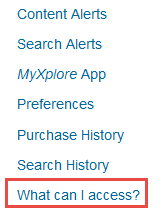 Content Alerts
Search Alerts
MyXplore App
Preferences
Purchase History
Search History
What can I access?